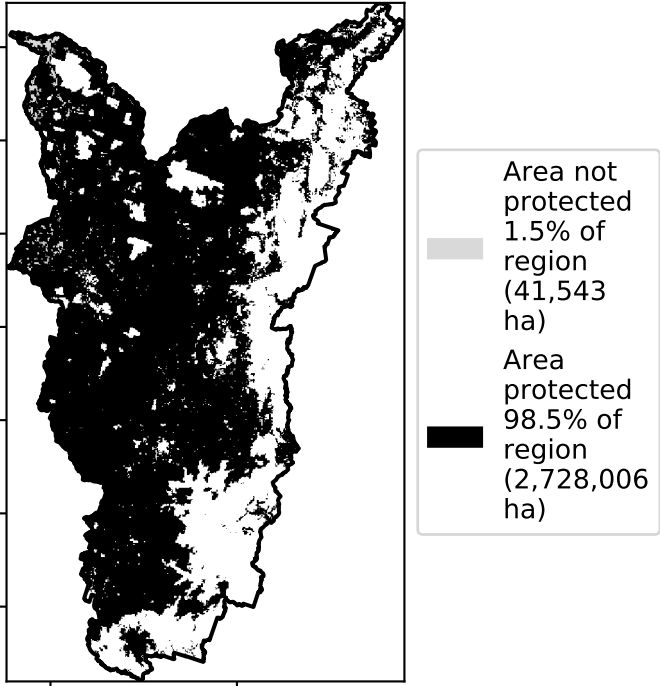 Area not
protected
1.5% of
region
(41,543
ha)
Area
protected
98.5% of
region
(2,728,006
ha)